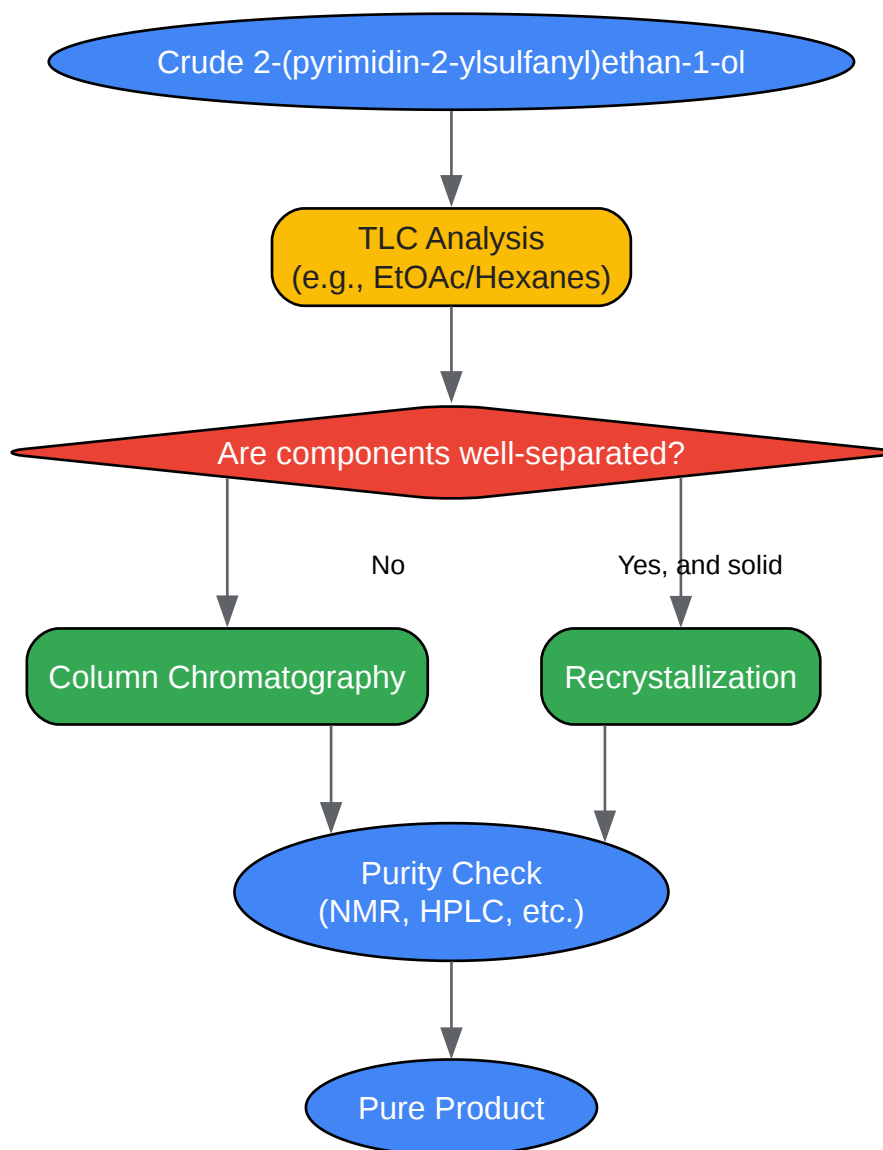 Crude 2-(pyrimidin-2-ylsulfanyl)ethan-1-ol
TLC Analysis
(e.g., EtOAc/Hexanes)
Are components well-separated?
No
Yes, and solid
Column Chromatography
Recrystallization
Purity Check
(NMR, HPLC, etc.)
Pure Product